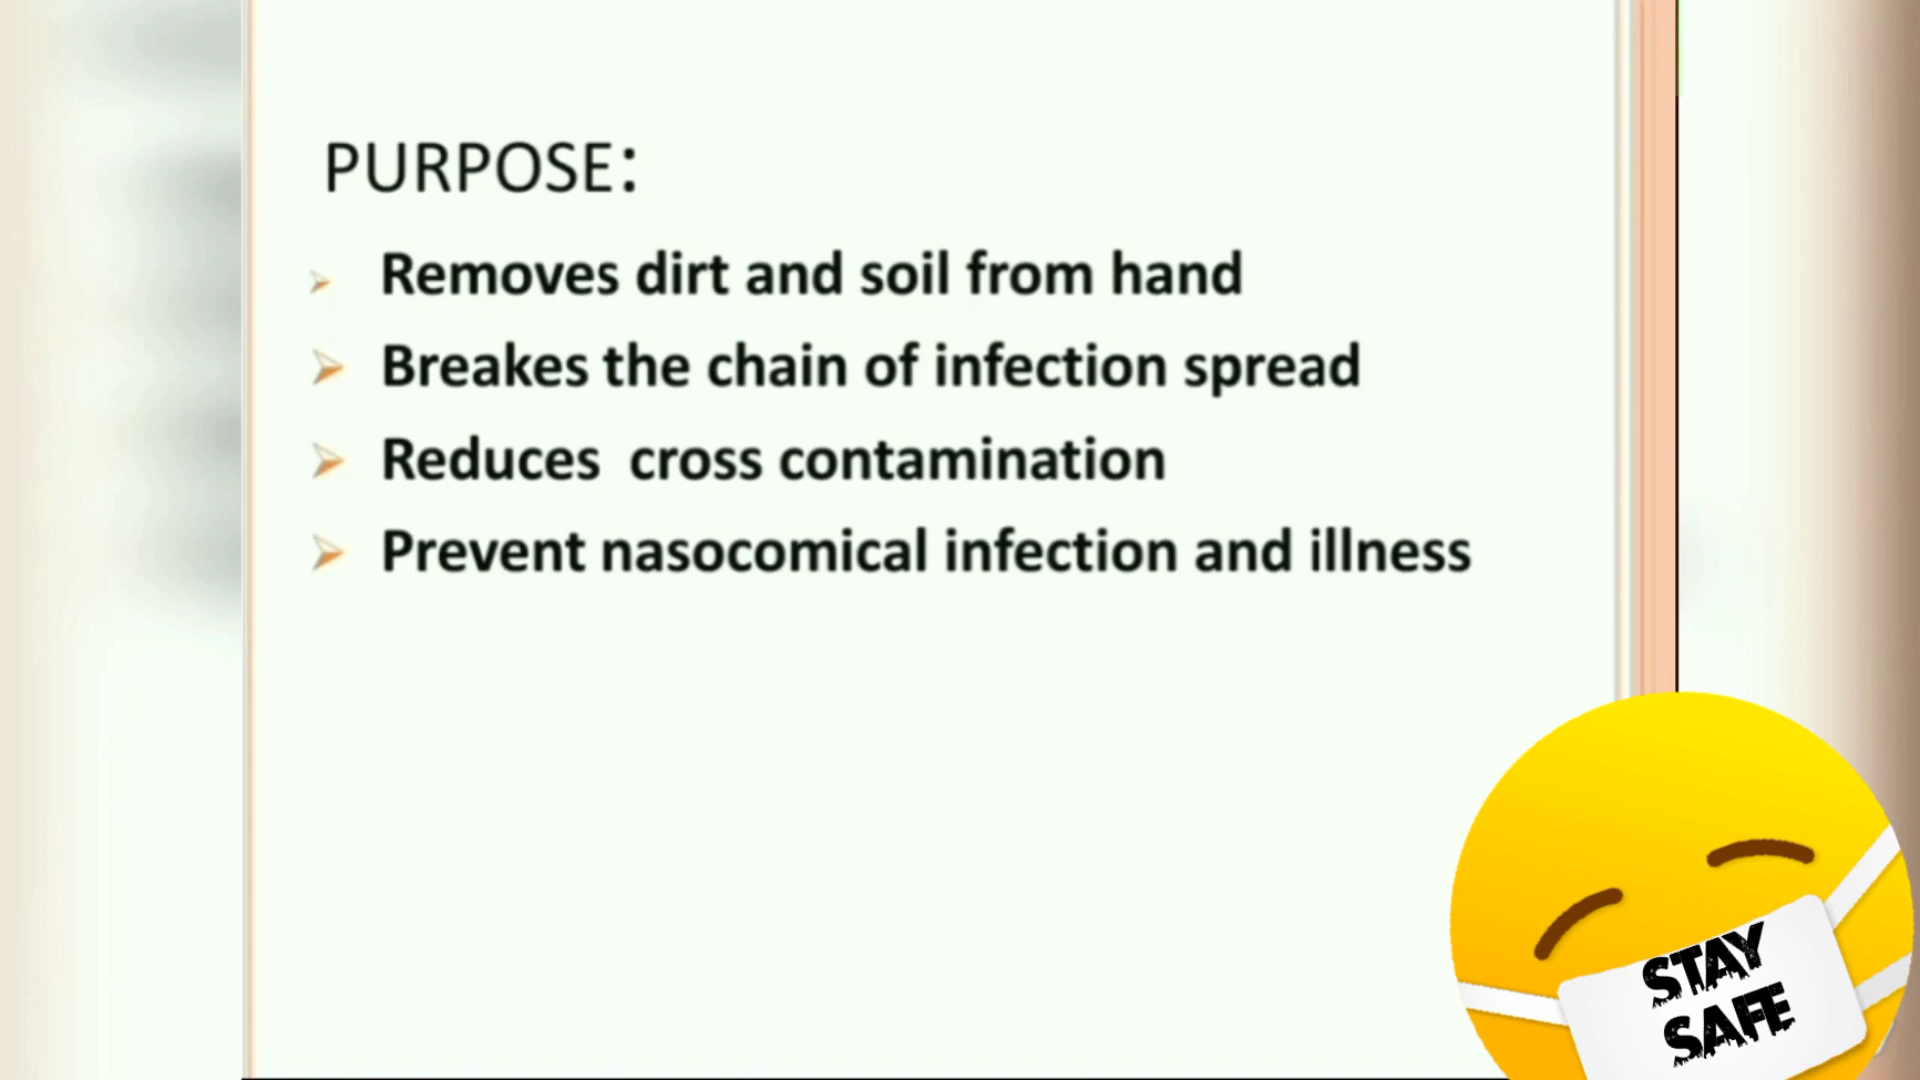 PURPOSE:
Removes dirt and soil from hand
Breakes the chain of infection spread
Reduces cross contamination
Prevent nasocomical infection and illness
STAY
SAFE